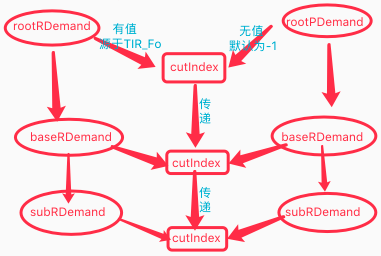 rootRDemand
有值
源于TIR_Fo
无值
默认为-1
rootPDemand
cutIndex
传
递
baseRDemand
cutIndex
baseRDemand
传
递
subRDemand
cutIndex
subRDemand